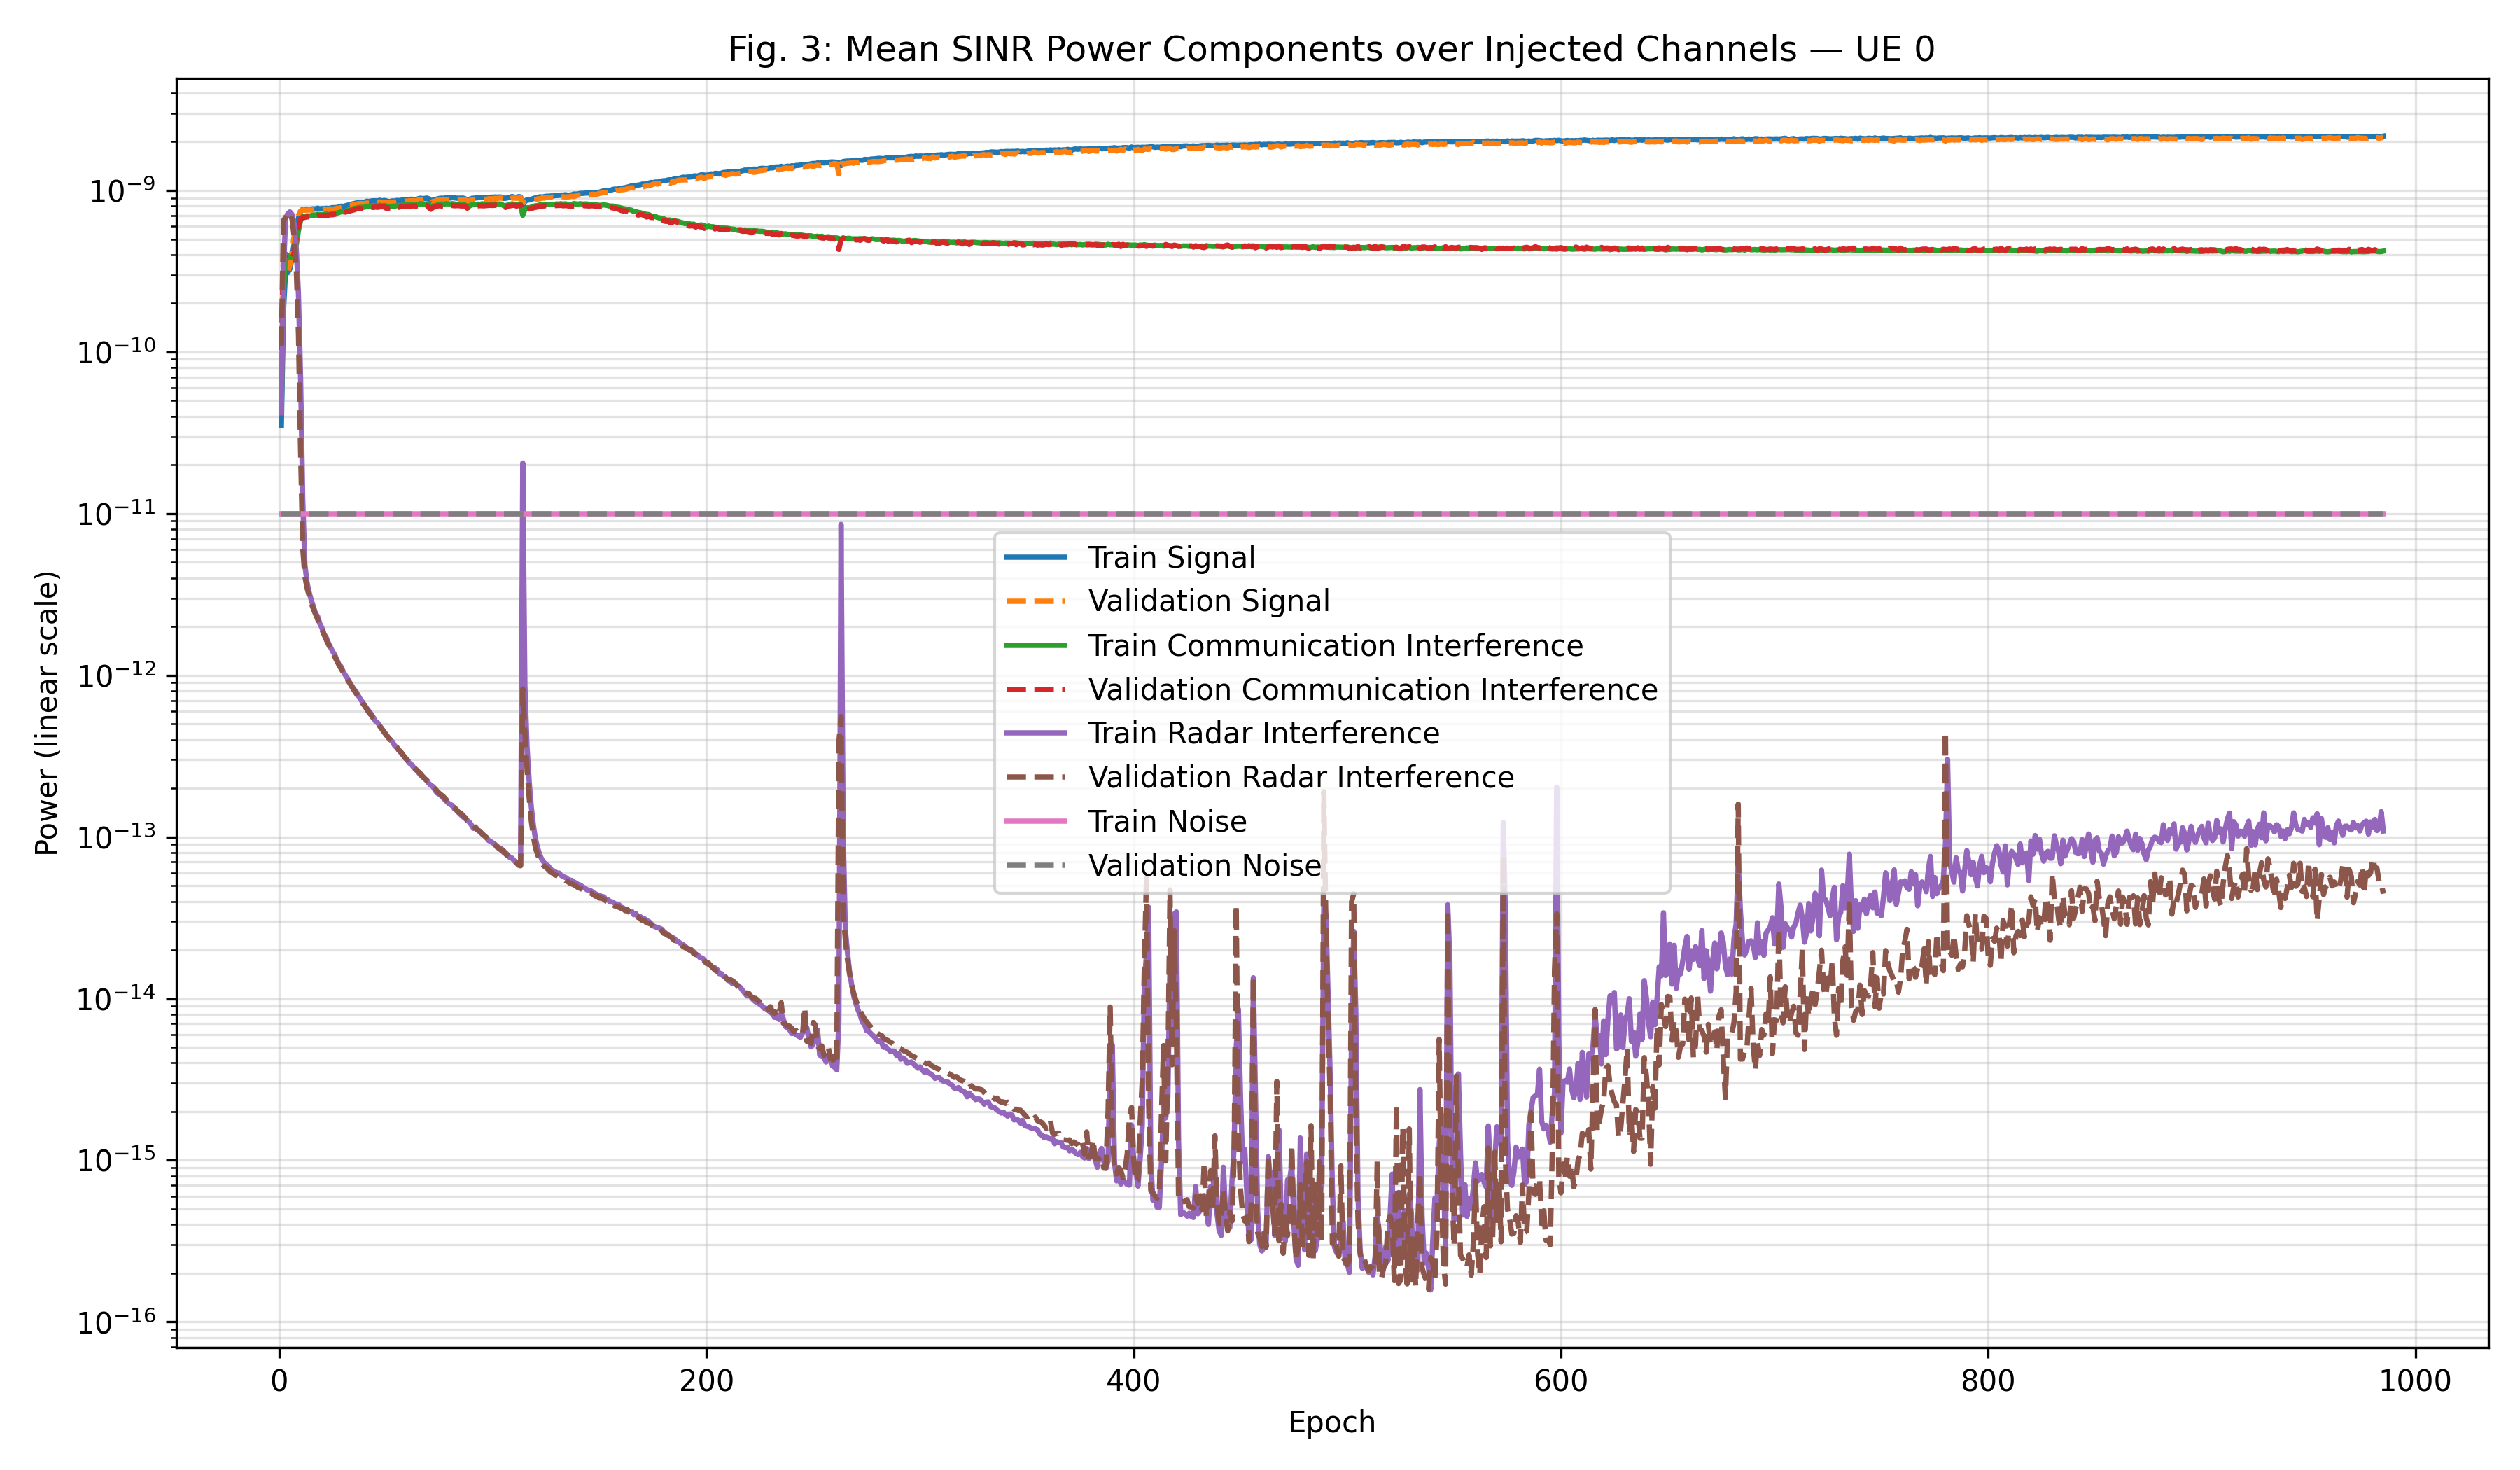 Fig. 3: Mean SINR Power Components over Injected Channels — UE 0
Power (linear scale)
10⁻⁹
10⁻¹⁰
10⁻¹¹
10⁻¹²
10⁻¹³
10⁻¹⁴
10⁻¹⁵
10⁻¹⁶
Train Signal
Validation Signal
Train Communication Interference
Validation Communication Interference
Train Radar Interference
Validation Radar Interference
Train Noise
Validation Noise
0 200 400 600 800 1000
Epoch